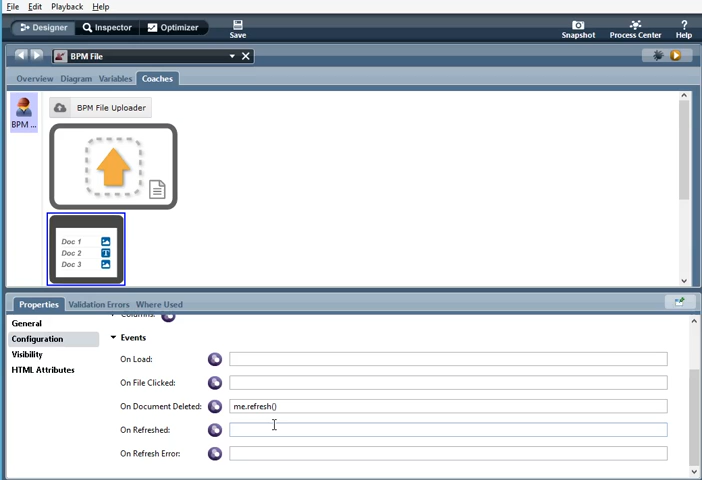 File Edit Playback Help
Designer Inspector Optimizer Save Snapshot Process Center Help
BPM File
Overview Diagram Variables Coaches
BPM ...
BPM File Uploader
Doc 1
Doc 2
Doc 3
Properties Validation Errors Where Used
General
Configuration
Visibility
HTML Attributes
Columns:
Events
On Load:
On File Clicked:
On Document Deleted: me.refresh()
On Refreshed:
On Refresh Error: